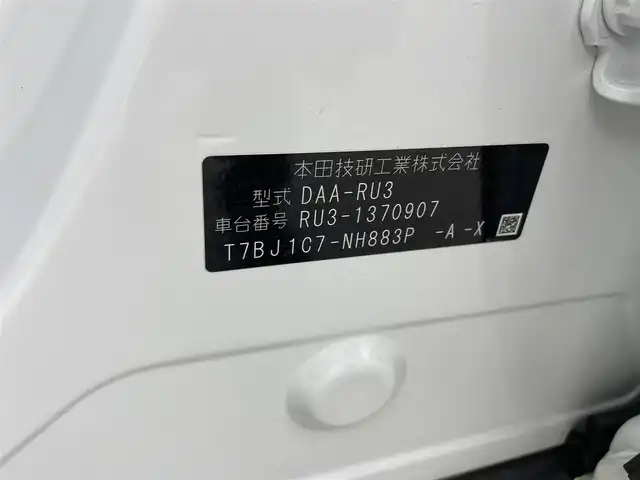 本田技研工業株式会社
型式 DAA-RU3
車台番号 RU3-1370907
T7BJ1C7-NH883P -A -X